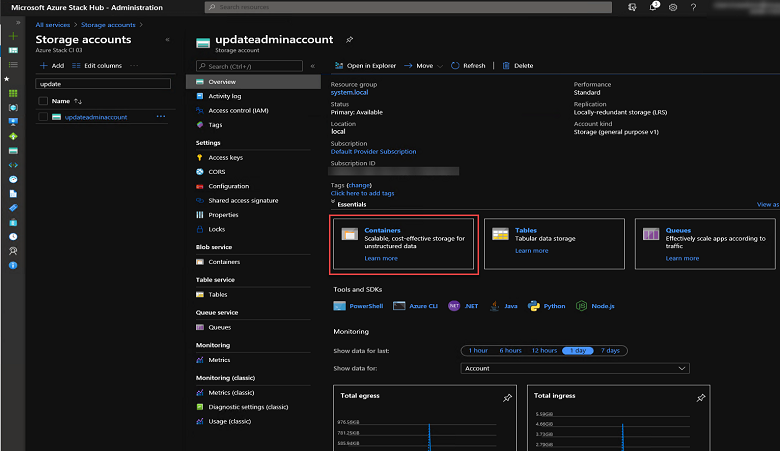 Microsoft Azure Stack Hub - Administration
Search resources
2
?
All services > Storage accounts >
Storage accounts
Azure Stack CI 03
+ Add
Edit columns
...
update
Name
updateadminaccount
...
updateadminaccount
Storage account
Search (Ctrl+/)
Overview
Activity log
Access control (IAM)
Tags
Settings
Access keys
CORS
Configuration
Shared access signature
Properties
Locks
Blob service
Containers
Table service
Tables
Queue service
Queues
Monitoring
Metrics
Monitoring (classic)
Metrics (classic)
Diagnostic settings (classic)
Usage (classic)
Open in Explorer
Move
Refresh
Delete
Resource group
system.local
Status
Primary: Available
Location
local
Subscription
Default Provider Subscription
Subscription ID
Tags (change)
Click here to add tags
Performance
Standard
Replication
Locally-redundant storage (LRS)
Account kind
Storage (general purpose v1)
Essentials
View as
Containers
Scalable, cost-effective storage for
unstructured data
Learn more
Tables
Tabular data storage
Learn more
Queues
Effectively scale apps according to
traffic
Learn more
Tools and SDKs
PowerShell
Azure CLI
.NET
Java
Python
Node.js
Monitoring
Show data for last:
1 hour
6 hours
12 hours
1 day
7 days
Show data for:
Account
Total egress
976.56GiB
781.25GiB
585.94GiB
Total ingress
5.59GiB
4.66GiB
3.73GiB
2.79GiB